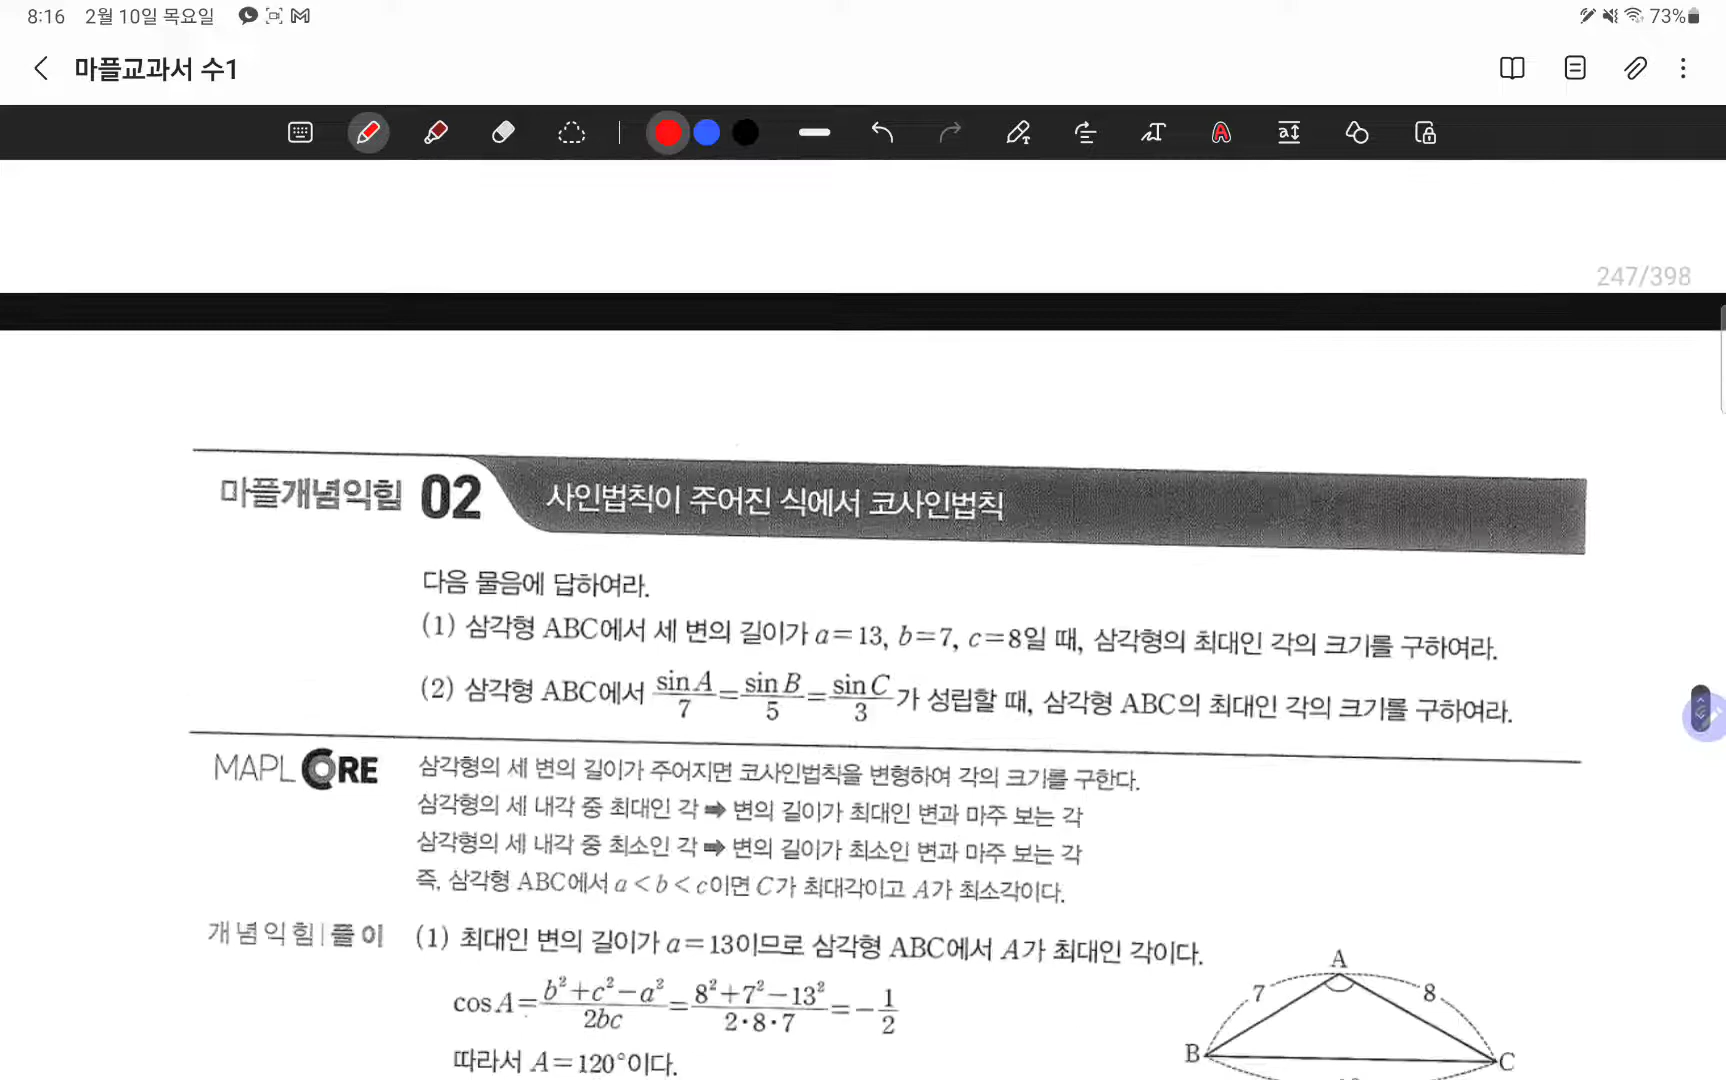 8:16 2월 10일 목요일 73%
마플교과서 수1
247/398
마플개념익힘 02 사인법칙이 주어진 식에서 코사인법칙
다음 물음에 답하여라.
(1) 삼각형 ABC에서 세 변의 길이가 a=13, b=7, c=8일 때, 삼각형의 최대인 각의 크기를 구하여라.
(2) 삼각형 ABC에서 sin A/7 = sin B/5 = sin C/3 가 성립할 때, 삼각형 ABC의 최대인 각의 크기를 구하여라.
MAPL CORE 삼각형의 세 변의 길이가 주어지면 코사인법칙을 변형하여 각의 크기를 구한다.
삼각형의 세 내각 중 최대인 각 ➡ 변의 길이가 최대인 변과 마주 보는 각
삼각형의 세 내각 중 최소인 각 ➡ 변의 길이가 최소인 변과 마주 보는 각
즉, 삼각형 ABC에서 a<b<c이면 C가 최대각이고 A가 최소각이다.
개념익힘|풀이 (1) 최대인 변의 길이가 a=13이므로 삼각형 ABC에서 A가 최대인 각이다.
cos A = b²+c²−a²/2bc = 8²+7²−13²/2·8·7 = −1/2
따라서 A=120°이다.
A
7 8
B C